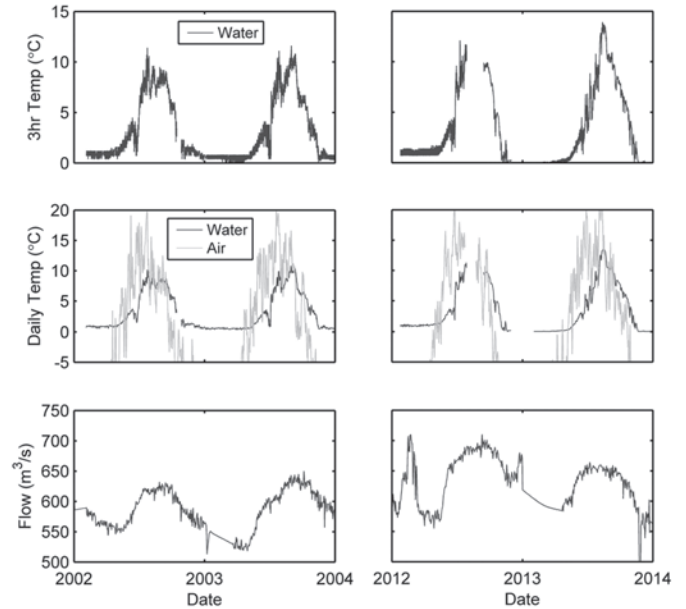 15
10
5
0
3hr Temp (°C)
Water
20
15
10
5
0
-5
Daily Temp (°C)
Water
Air
750
700
650
600
550
500
Flow (m³/s)
2002
2003
2004
Date
2012
2013
2014
Date